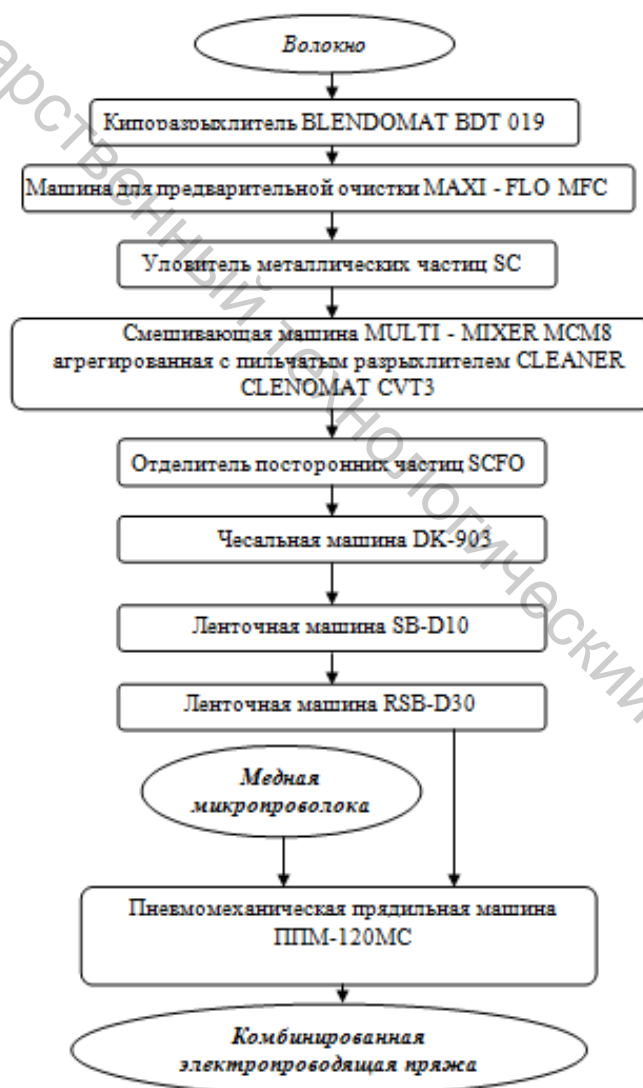 Волокно
Кипоразрыхлитель BLENDOMAT BDT 019
Машина для предварительной очистки MAXI - FLO MFC
Уловитель металлических частиц SC
Смешивающая машина MULTI - MIXER MCM8
агрегированная с пильчатым разрыхлителем CLEANER
CLENOMAT CVT3
Отделитель посторонних частиц SCFO
Чесальная машина DK-903
Ленточная машина SB-D10
Ленточная машина RSB-D30
Медная
микропроволока
Пневмомеханическая прядильная машина
ППМ-120МС
Комбинированная
электропроводящая пряжа
технологический